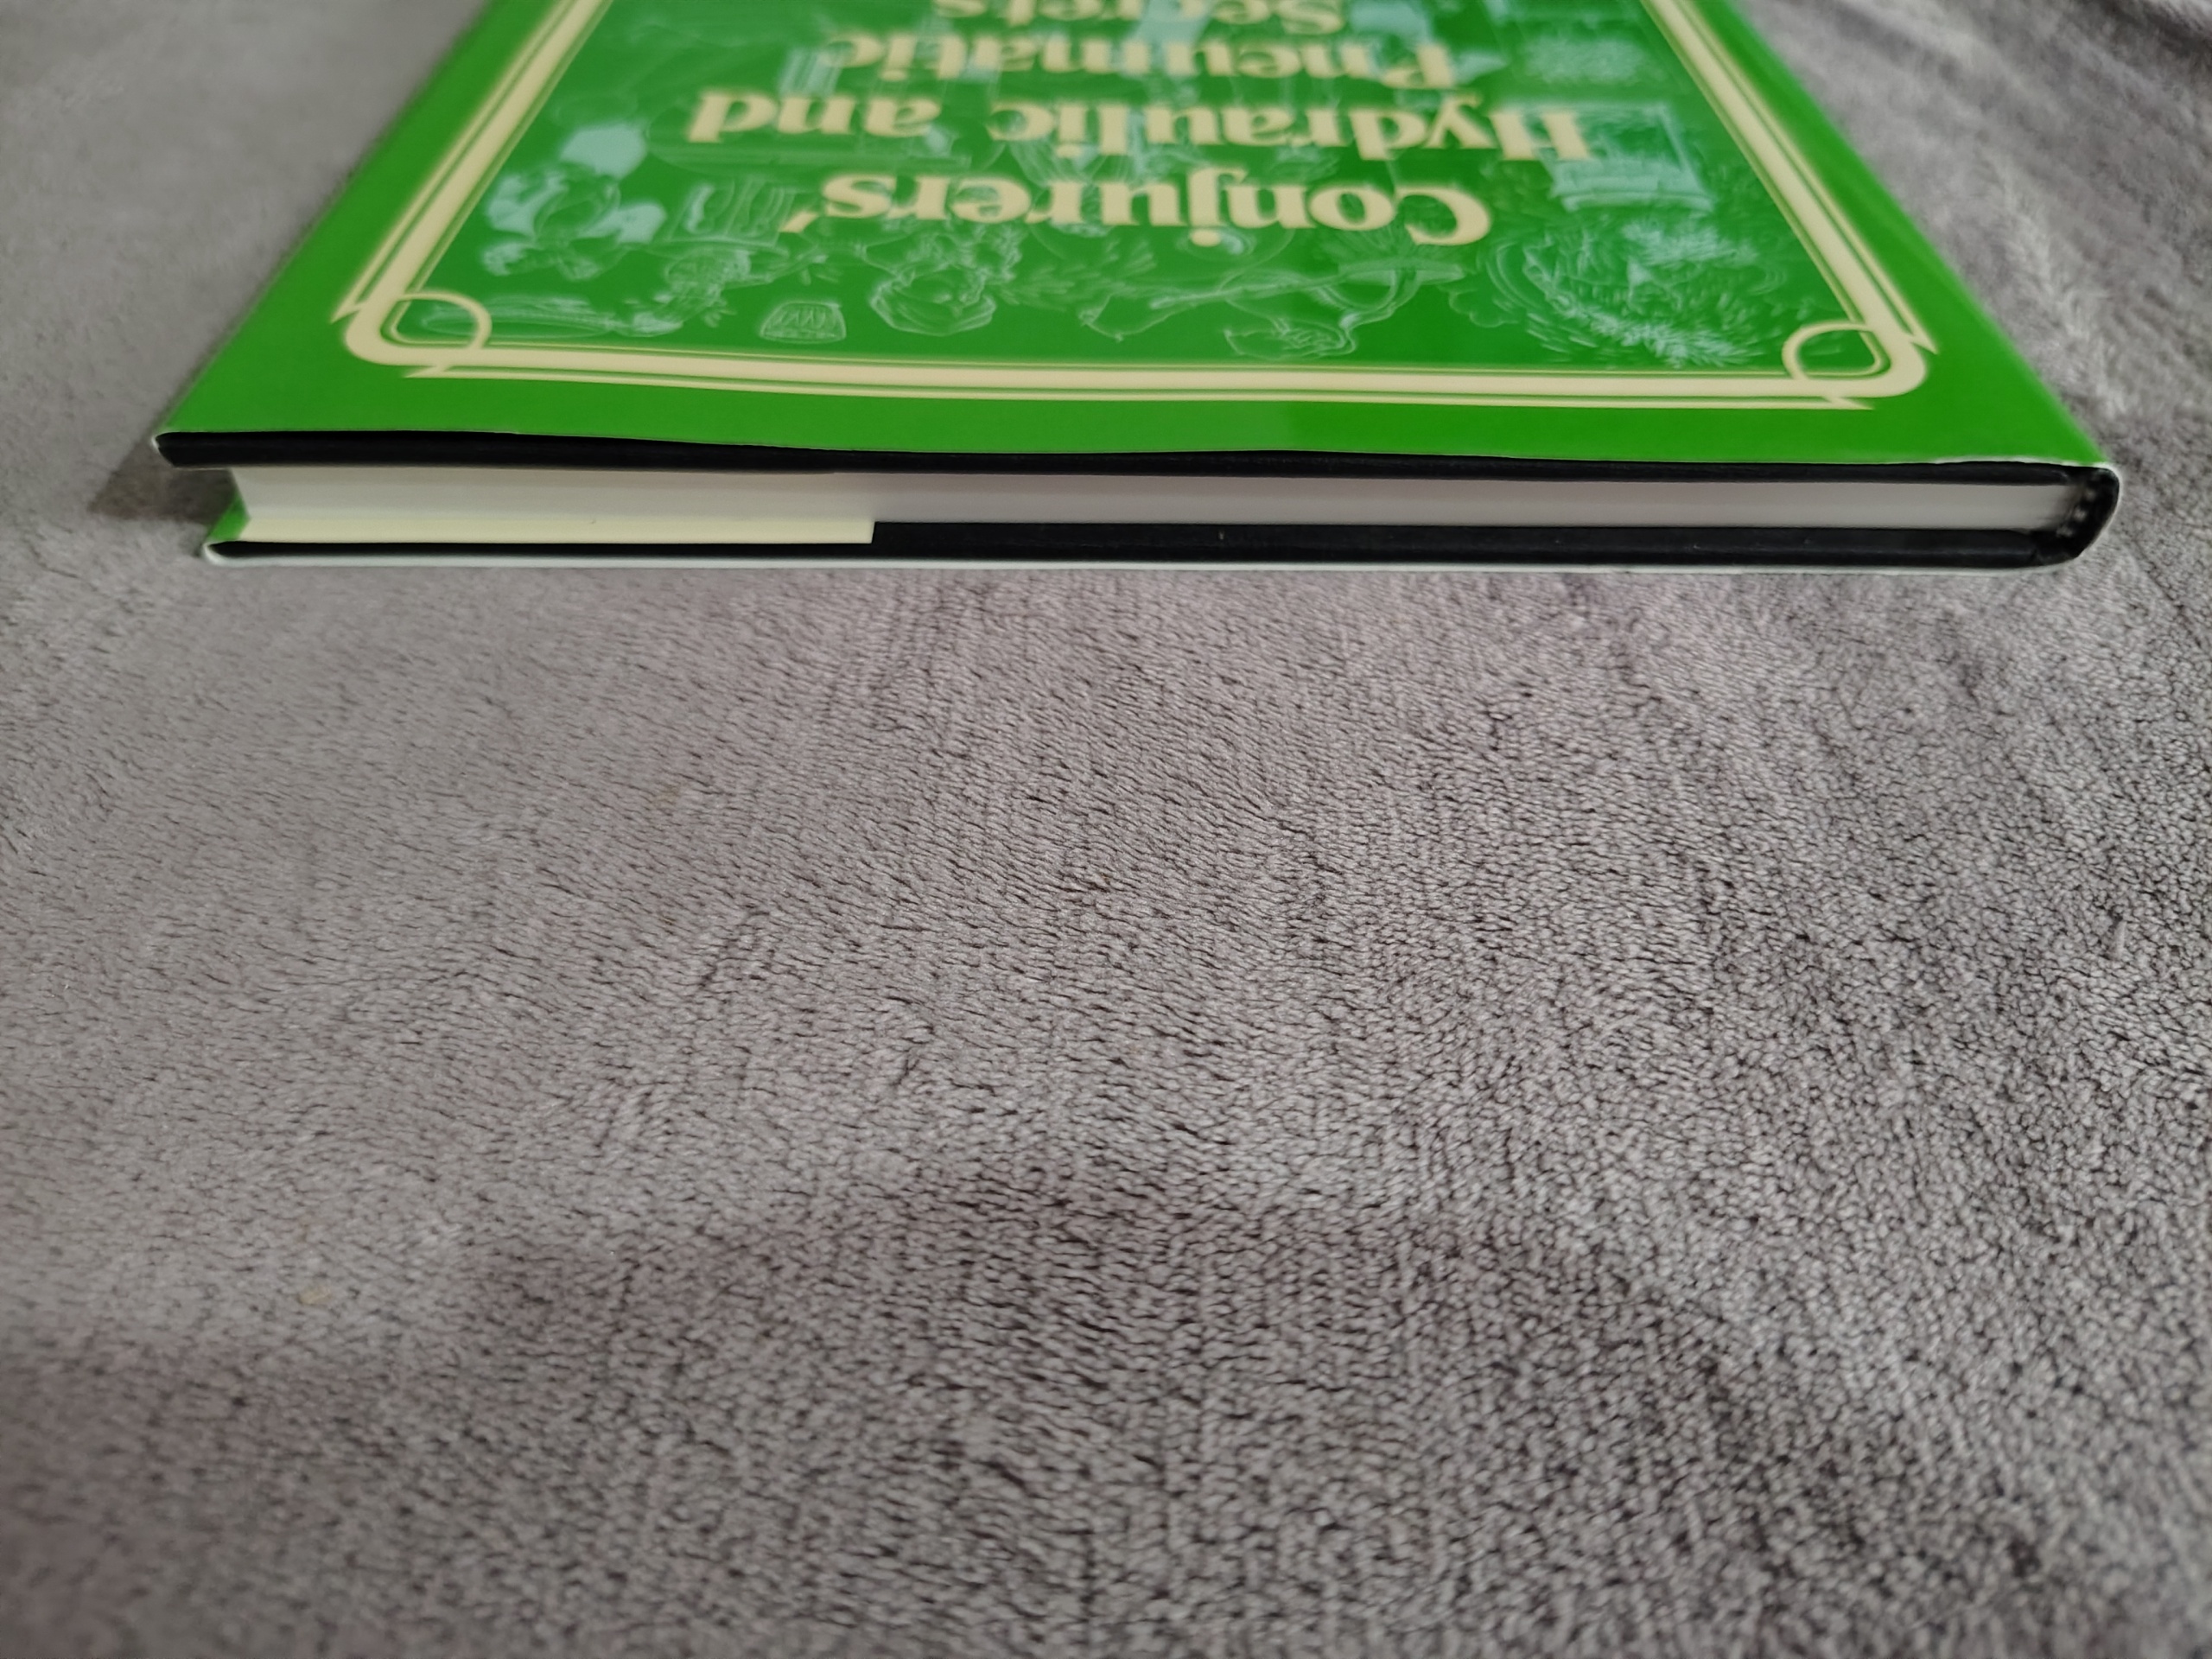 Conjurers'
Hydraulic and
Pneumatic
Secrets